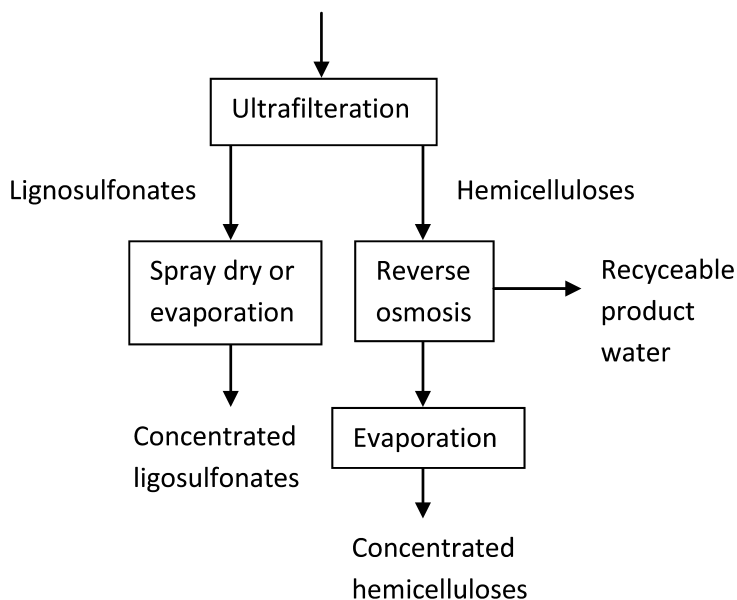 Ultrafilteration
Lignosulfonates
Hemicelluloses
Spray dry or
evaporation
Reverse
osmosis
Recyceable
product
water
Concentrated
ligosulfonates
Evaporation
Concentrated
hemicelluloses